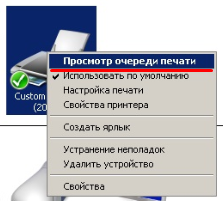 Просмотр очереди печати
Использовать по умолчанию
Настройка печати
Свойства принтера
Custom
(20
Создать ярлык
Устранение неполадок
Удалить устройство
Свойства